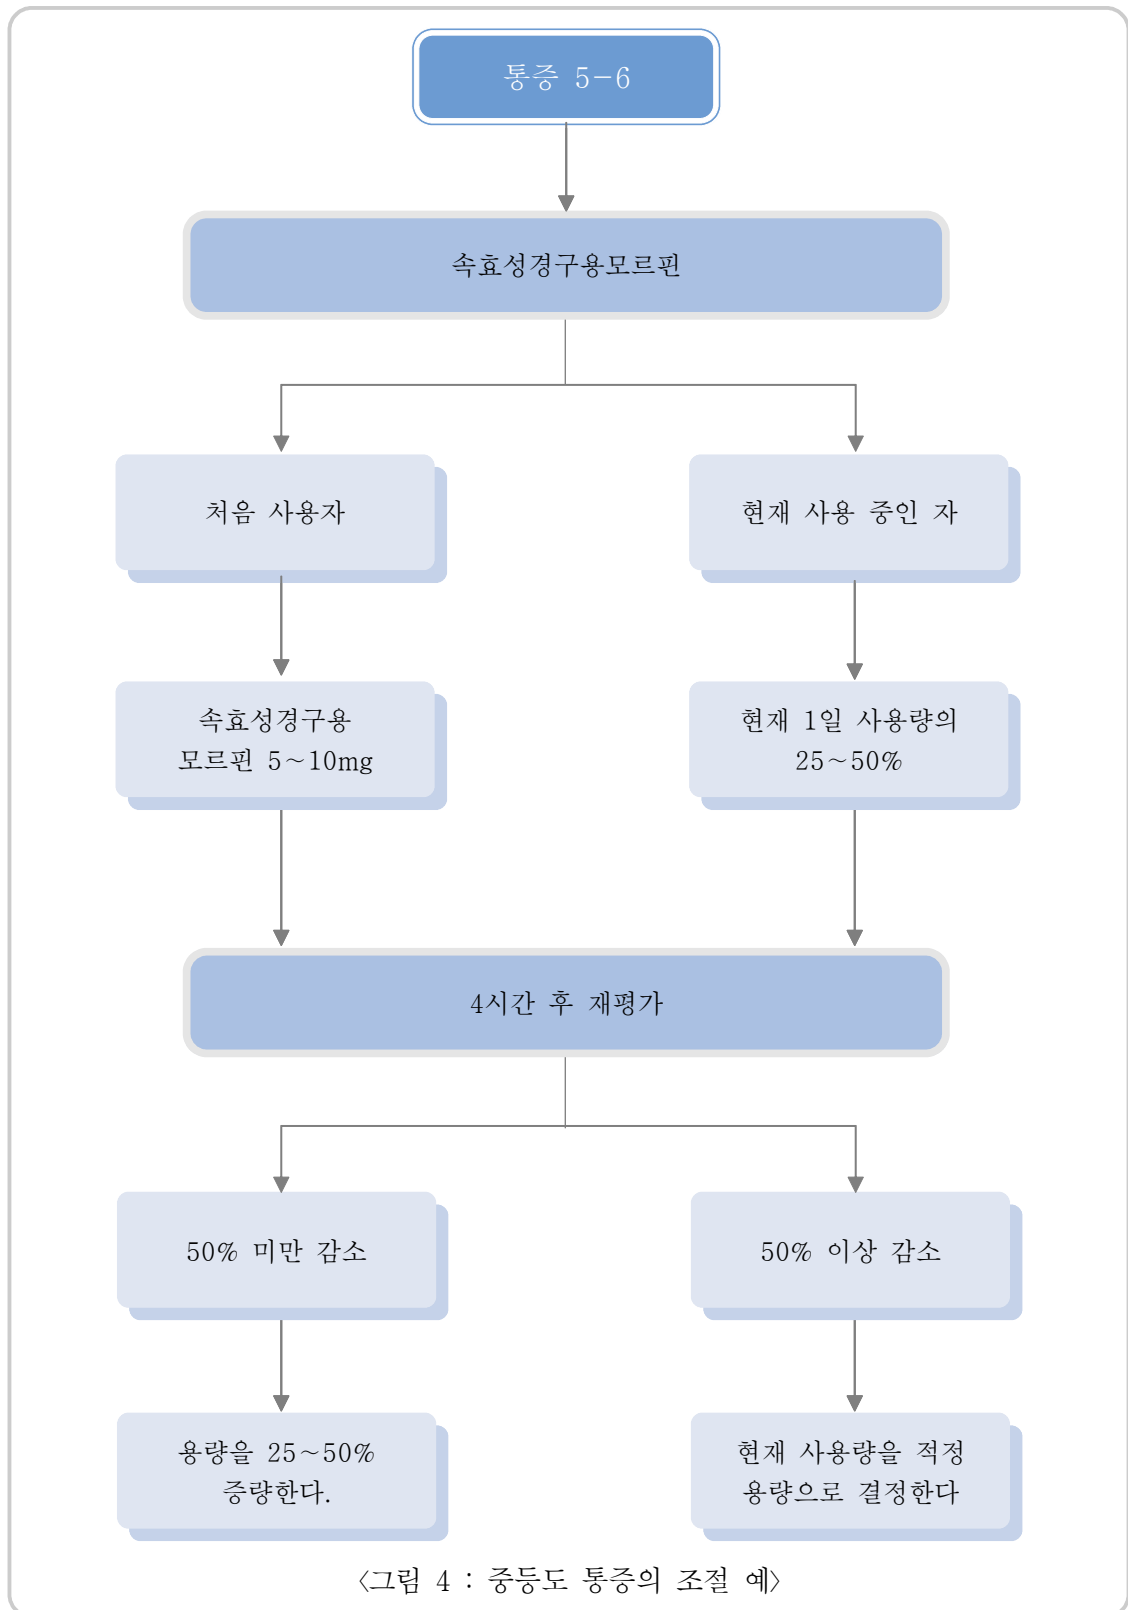 통증 5-6
속효성경구용모르핀
처음 사용자
현재 사용 중인 자
속효성경구용
모르핀 5~10mg
현재 1일 사용량의
25~50%
4시간 후 재평가
50% 미만 감소
50% 이상 감소
용량을 25~50%
증량한다.
현재 사용량을 적정
용량으로 결정한다
<그림 4 : 중등도 통증의 조절 예>